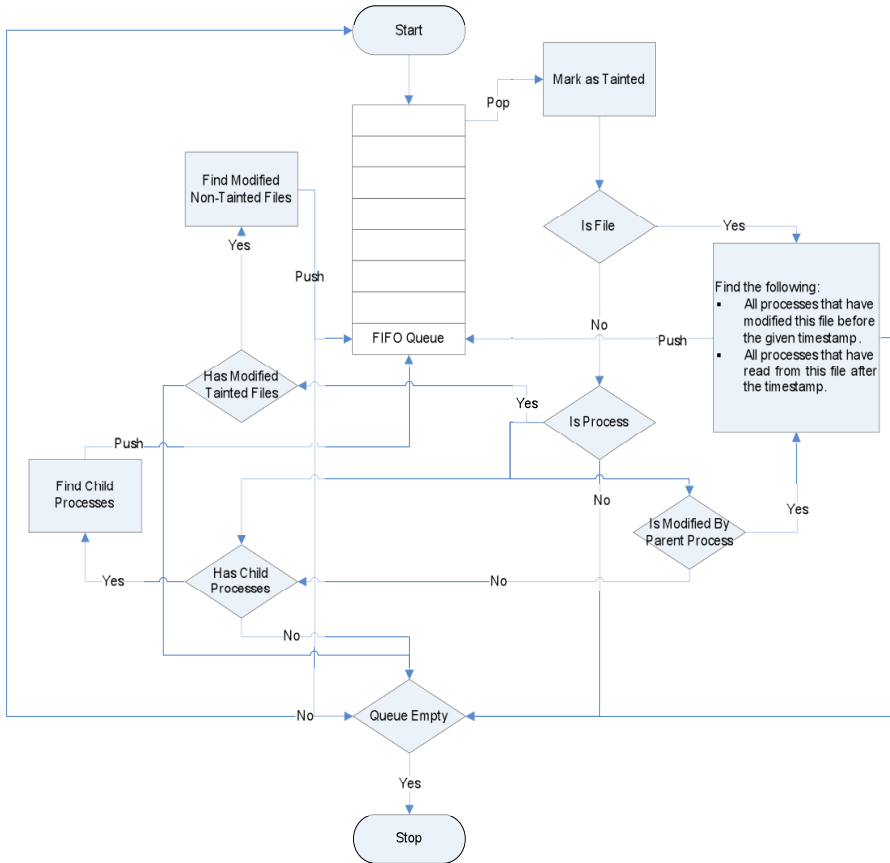 Start
Mark as Tainted
Pop
Find Modified
Non-Tainted Files
Is File
Yes
Yes
Push
Find the following:
▪ All processes that have
modified this file before
the given timestamp.
▪ All processes that have
read from this file after
the timestamp.
No
FIFO Queue
Push
Has Modified
Tainted Files
Yes
Is Process
Push
Find Child
Processes
No
Yes
Is Modified By
Parent Process
Has Child
Processes
Yes
No
No
No
Queue Empty
Yes
Stop